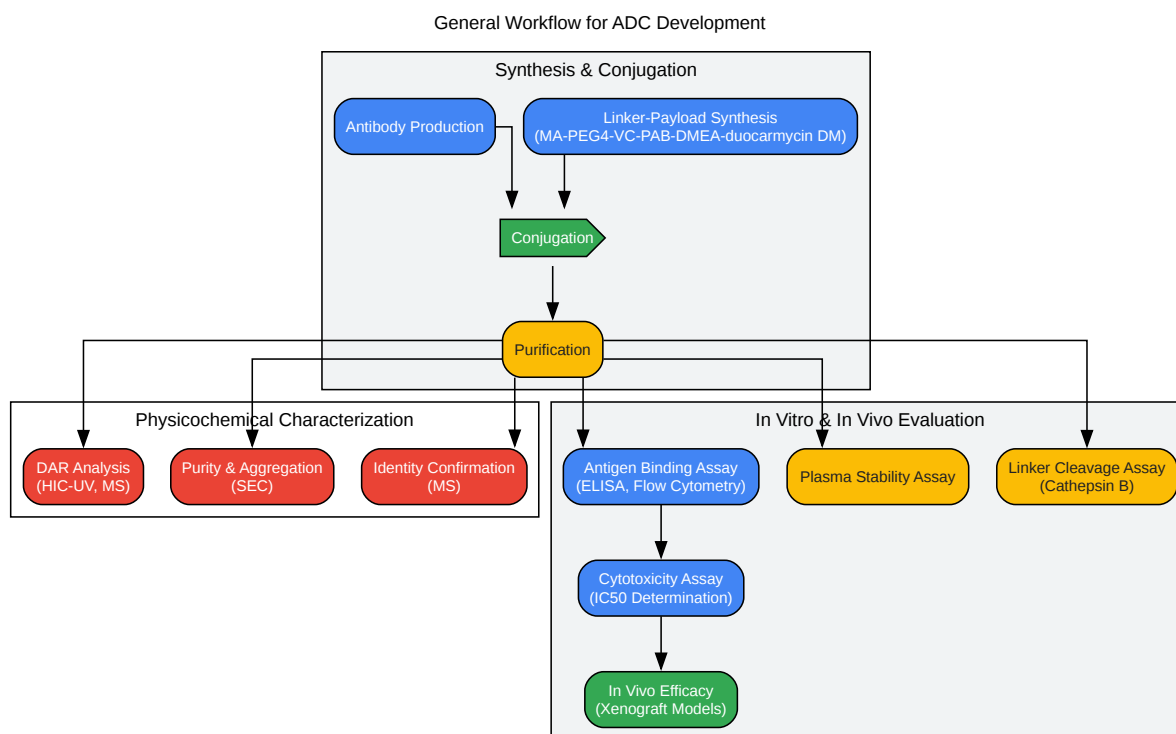 General Workflow for ADC Development
Synthesis & Conjugation
Antibody Production
Linker-Payload Synthesis
(MA-PEG4-VC-PAB-DMEA-duocarmycin DM)
Conjugation
Purification
Physicochemical Characterization
DAR Analysis
(HIC-UV, MS)
Purity & Aggregation
(SEC)
Identity Confirmation
(MS)
In Vitro & In Vivo Evaluation
Antigen Binding Assay
(ELISA, Flow Cytometry)
Plasma Stability Assay
Linker Cleavage Assay
(Cathepsin B)
Cytotoxicity Assay
(IC50 Determination)
In Vivo Efficacy
(Xenograft Models)